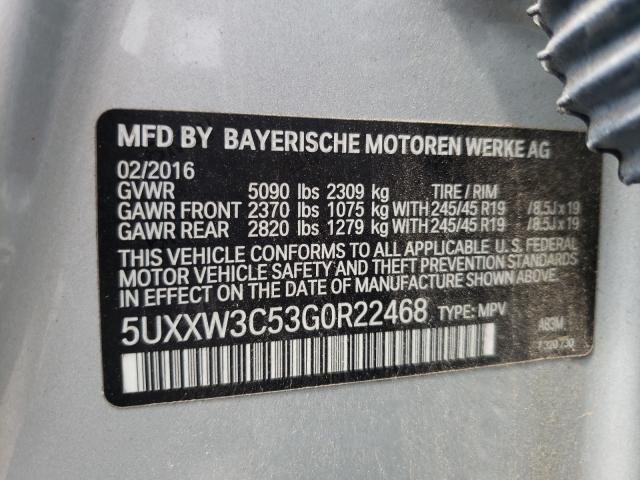 MFD BY BAYERISCHE MOTOREN WERKE AG
02/2016
GVWR 5090 lbs 2309 kg TIRE / RIM
GAWR FRONT 2370 lbs 1075 kg WITH 245/45 R19 /8.5J x 19
GAWR REAR 2820 lbs 1279 kg WITH 245/45 R19 /8.5J x 19
THIS VEHICLE CONFORMS TO ALL APPLICABLE U. S. FEDERAL
MOTOR VEHICLE SAFETY AND THEFT PREVENTION STANDARDS
IN EFFECT ON THE DATE OF MANUFACTURE SHOWN ABOVE.
5UXXW3C53G0R22468 TYPE: MPV 483M